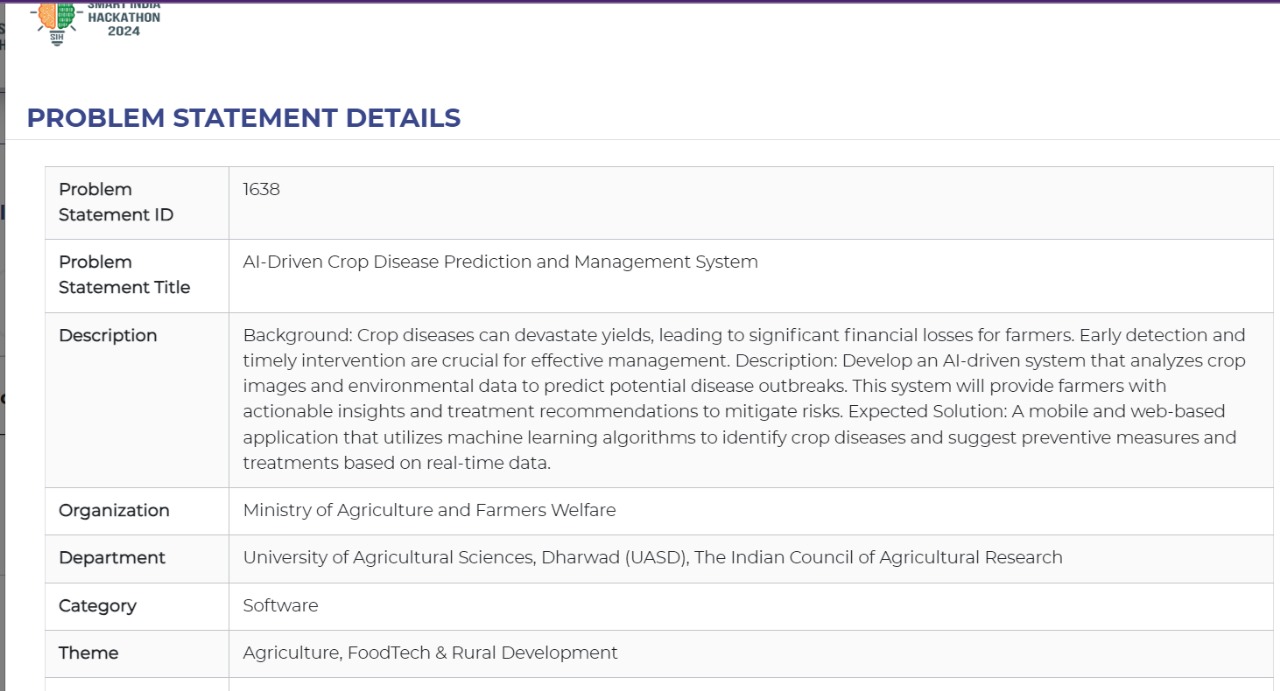 SMART INDIA
HACKATHON
2024
SIH
PROBLEM STATEMENT DETAILS
Problem
Statement ID
1638
Problem
Statement Title
AI-Driven Crop Disease Prediction and Management System
Description
Background: Crop diseases can devastate yields, leading to significant financial losses for farmers. Early detection and
timely intervention are crucial for effective management. Description: Develop an AI-driven system that analyzes crop
images and environmental data to predict potential disease outbreaks. This system will provide farmers with
actionable insights and treatment recommendations to mitigate risks. Expected Solution: A mobile and web-based
application that utilizes machine learning algorithms to identify crop diseases and suggest preventive measures and
treatments based on real-time data.
Organization
Ministry of Agriculture and Farmers Welfare
Department
University of Agricultural Sciences, Dharwad (UASD), The Indian Council of Agricultural Research
Category
Software
Theme
Agriculture, FoodTech & Rural Development